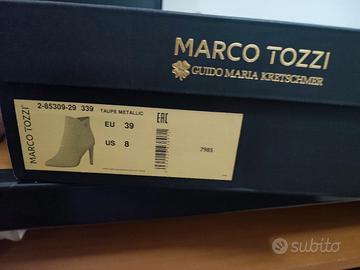 MARCO TOZZI
GUIDO MARIA KRETSCHMER
2-85309-29 339 TAUPE METALLIC
MARCO TOZZI
EU 39
US 8
EAC
7985
subito